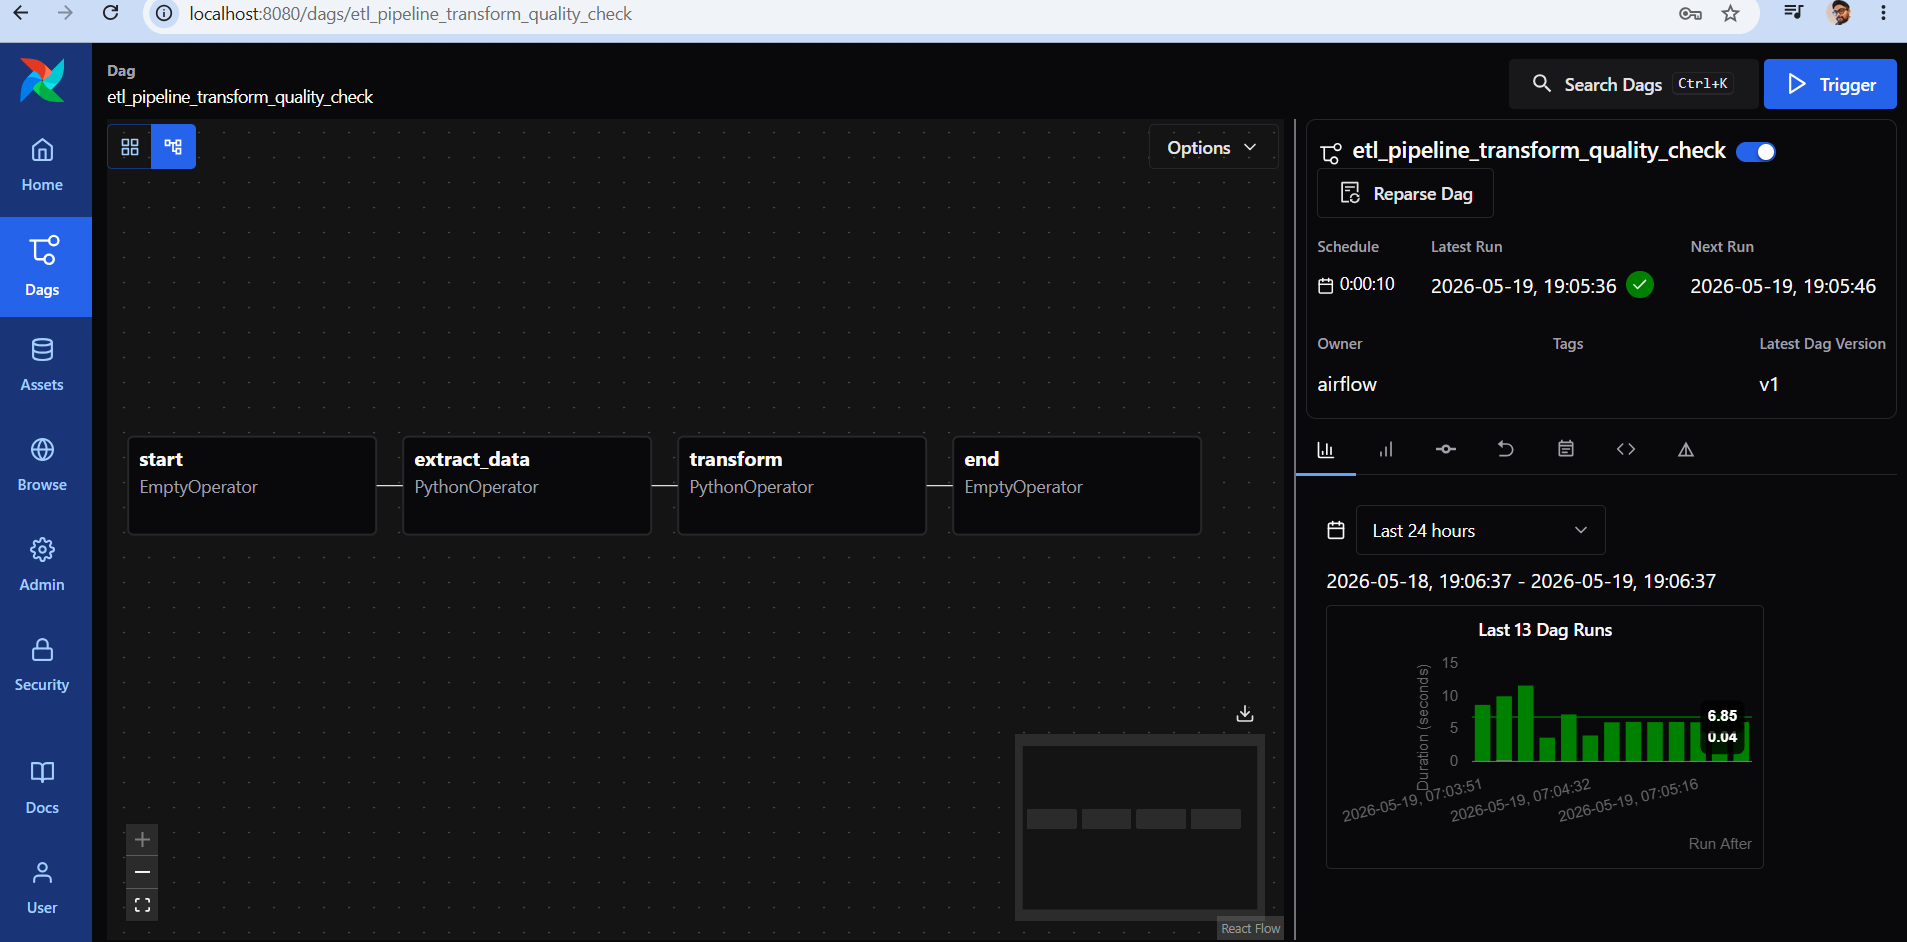 localhost:8080/dags/etl_pipeline_transform_quality_check
Dag
etl_pipeline_transform_quality_check
Search Dags Ctrl+K
Trigger
Home
Dags
Assets
Browse
Admin
Security
Docs
User
Options
start
EmptyOperator
extract_data
PythonOperator
transform
PythonOperator
end
EmptyOperator
React Flow
etl_pipeline_transform_quality_check
Reparse Dag
Schedule Latest Run Next Run
0:00:10 2026-05-19, 19:05:36 2026-05-19, 19:05:46
Owner Tags Latest Dag Version
airflow v1
Last 24 hours
2026-05-18, 19:06:37 - 2026-05-19, 19:06:37
Last 13 Dag Runs
Duration (seconds)
15
10
5
0
6.85
0.04
2026-05-19, 07:03:51
2026-05-19, 07:04:32
2026-05-19, 07:05:16
Run After